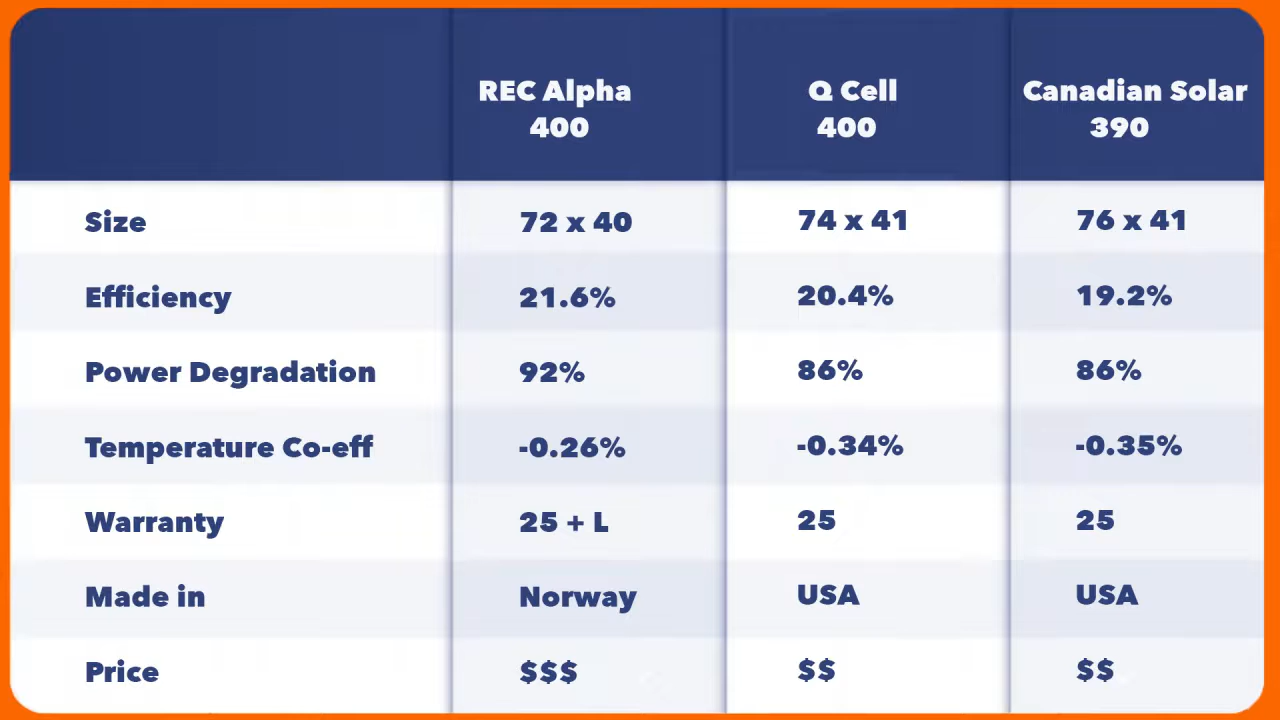 REC Alpha
400
Q Cell
400
Canadian Solar
390
Size 72 x 40 74 x 41 76 x 41
Efficiency 21.6% 20.4% 19.2%
Power Degradation 92% 86% 86%
Temperature Co-eff -0.26% -0.34% -0.35%
Warranty 25 + L 25 25
Made in Norway USA USA
Price $$$ $$ $$